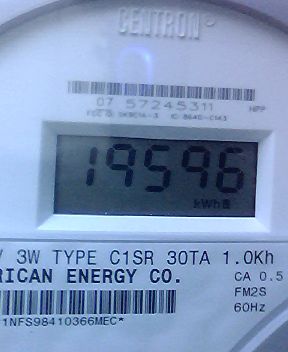 CENTRON®
07 57245311
HPP
19596
kWh
3W TYPE C1SR 30TA 1.0Kh
RICAN ENERGY CO.
CA 0.5
FM2S
60Hz
1NFS98410366MEC*